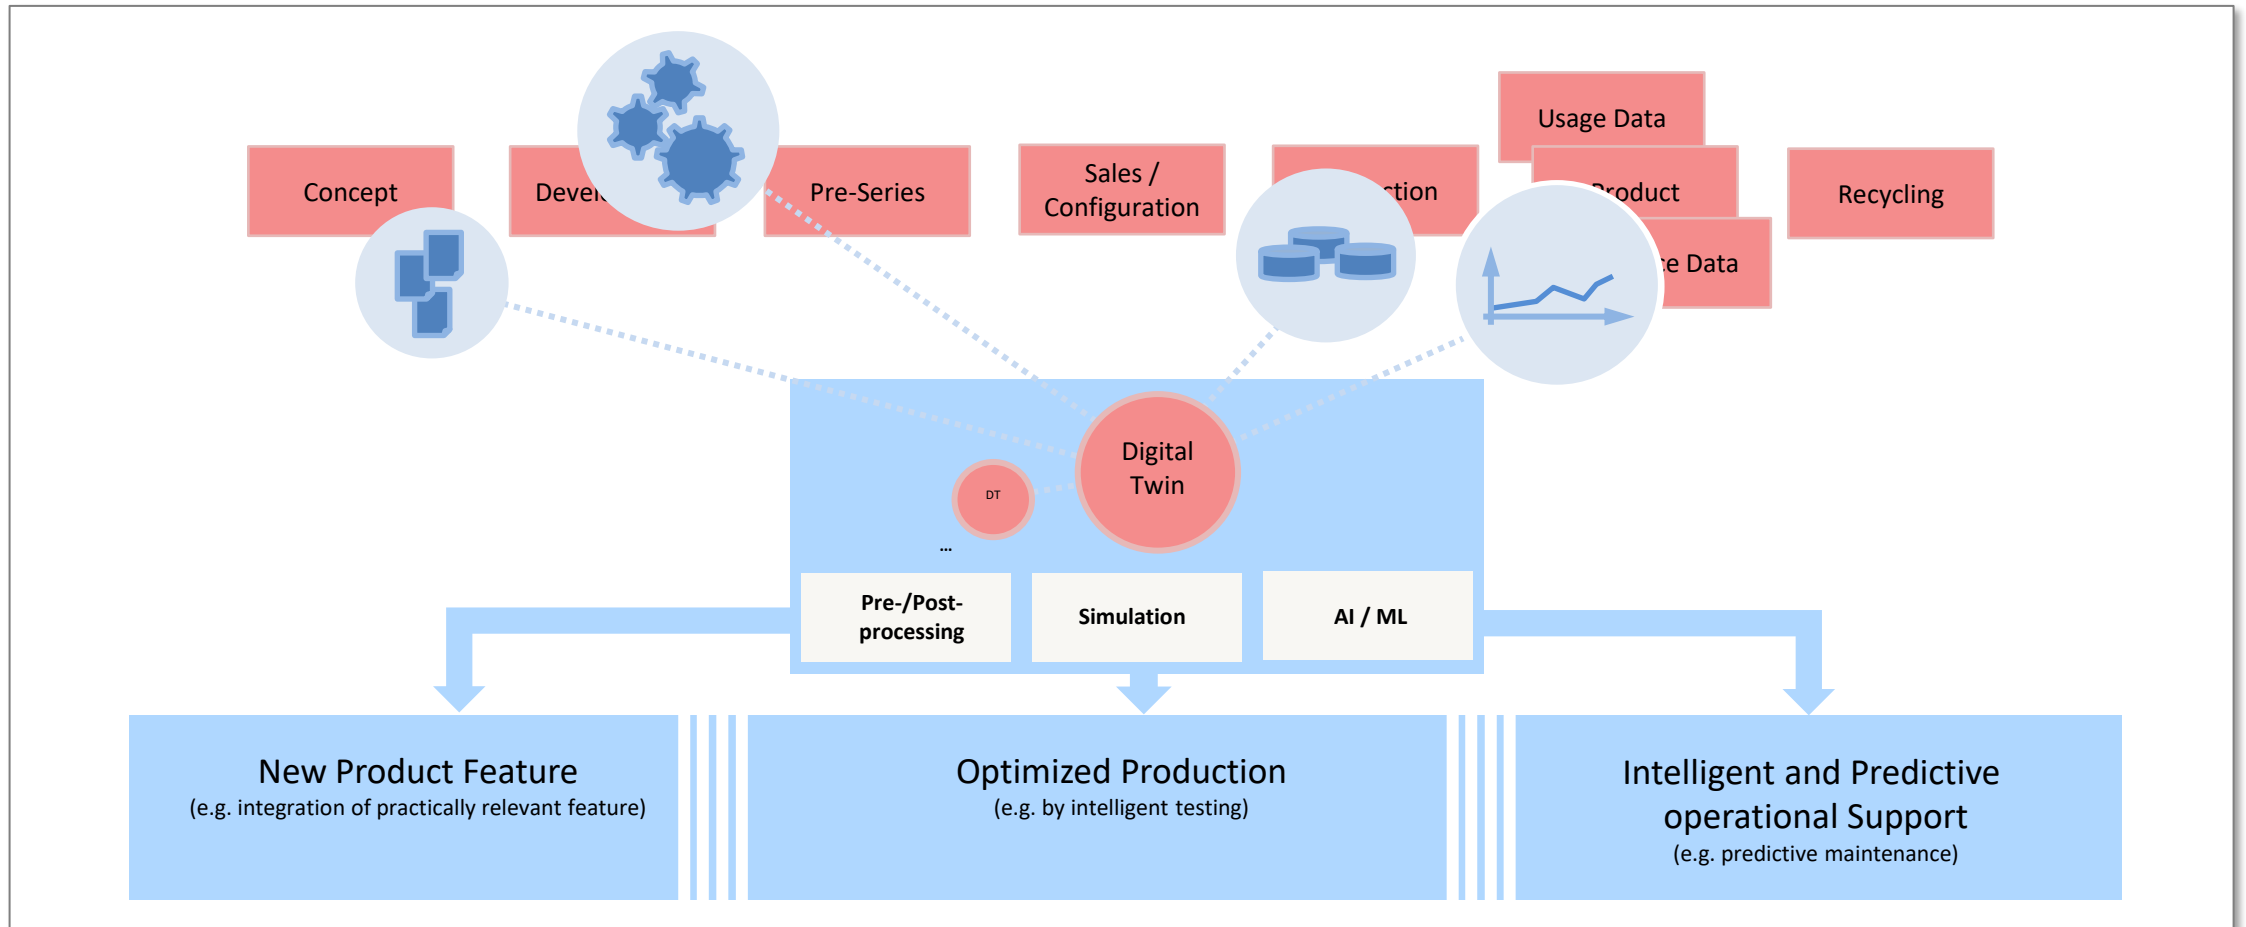 Usage Data
Concept
Pre-Series
Sales /
Configuration
Product
Recycling
Data
Digital
Twin
DT
...
Pre-/Post-
processing
Simulation
AI / ML
New Product Feature
(e.g. integration of practically relevant feature)
Optimized Production
(e.g. by intelligent testing)
Intelligent and Predictive
operational Support
(e.g. predictive maintenance)